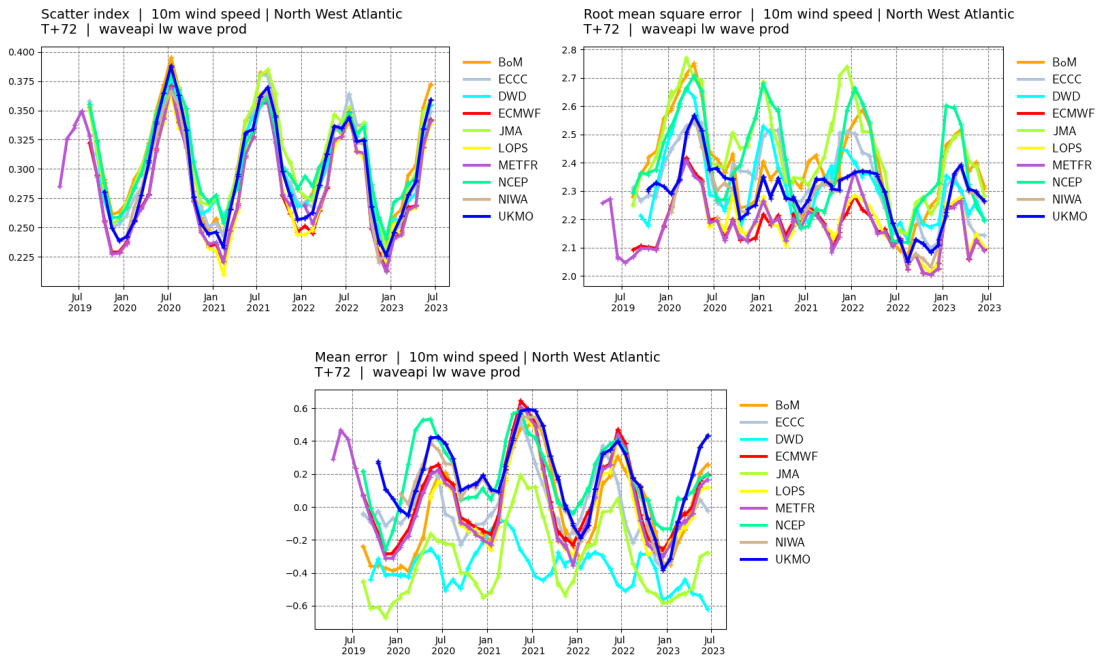 Scatter index | 10m wind speed | North West Atlantic
T+72 | waveapi lw wave prod
0.400
0.375
0.350
0.325
0.300
0.275
0.250
0.225
Jul 2019
Jan 2020
Jul 2020
Jan 2021
Jul 2021
Jan 2022
Jul 2022
Jan 2023
Jul 2023
BoM
ECCC
DWD
ECMWF
JMA
LOPS
METFR
NCEP
NIWA
UKMO
Root mean square error | 10m wind speed | North West Atlantic
T+72 | waveapi lw wave prod
2.8
2.7
2.6
2.5
2.4
2.3
2.2
2.1
2.0
Jul 2019
Jan 2020
Jul 2020
Jan 2021
Jul 2021
Jan 2022
Jul 2022
Jan 2023
Jul 2023
BoM
ECCC
DWD
ECMWF
JMA
LOPS
METFR
NCEP
NIWA
UKMO
Mean error | 10m wind speed | North West Atlantic
T+72 | waveapi lw wave prod
0.6
0.4
0.2
0.0
−0.2
−0.4
−0.6
Jul 2019
Jan 2020
Jul 2020
Jan 2021
Jul 2021
Jan 2022
Jul 2022
Jan 2023
Jul 2023
BoM
ECCC
DWD
ECMWF
JMA
LOPS
METFR
NCEP
NIWA
UKMO